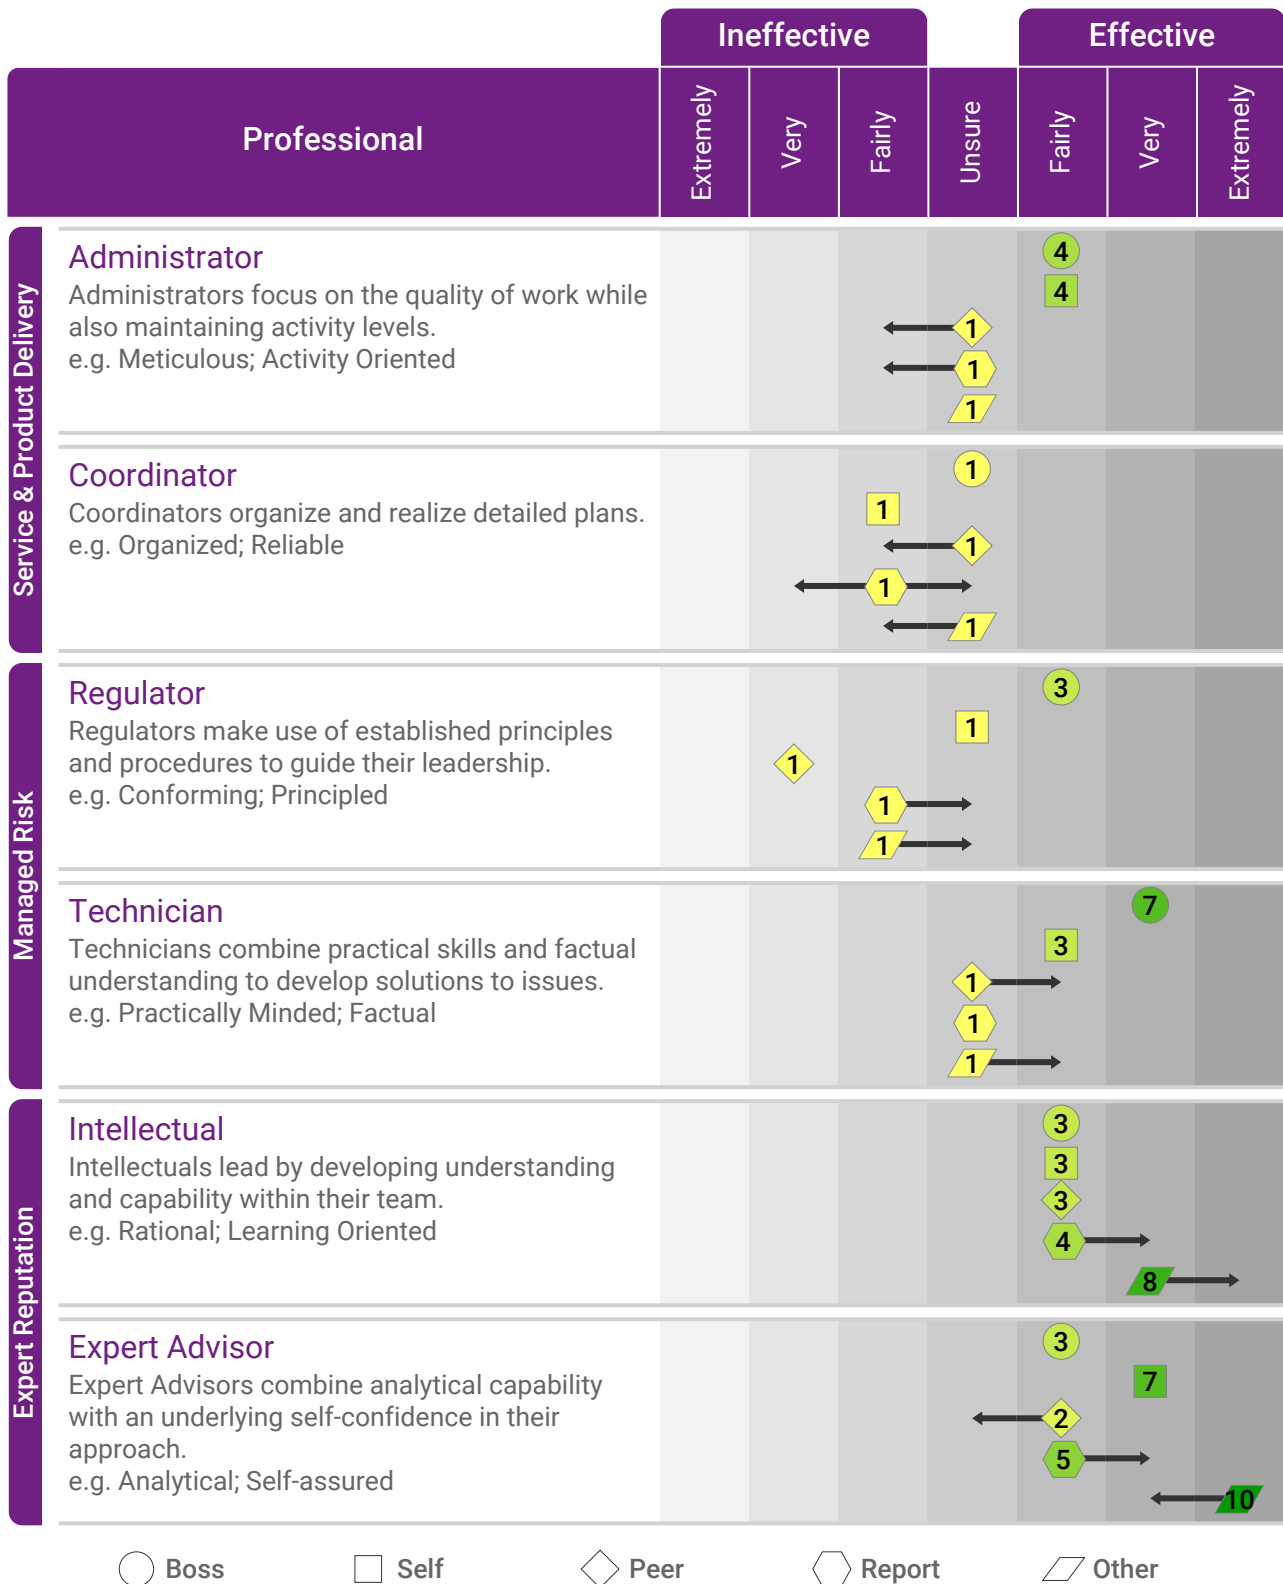 Ineffective
Effective
Professional
Extremely
Very
Fairly
Unsure
Fairly
Very
Extremely
Service & Product Delivery
Administrator
Administrators focus on the quality of work while
also maintaining activity levels.
e.g. Meticulous; Activity Oriented
4
4
1
1
1
Coordinator
Coordinators organize and realize detailed plans.
e.g. Organized; Reliable
1
1
1
1
1
Managed Risk
Regulator
Regulators make use of established principles
and procedures to guide their leadership.
e.g. Conforming; Principled
3
1
1
1
1
Technician
Technicians combine practical skills and factual
understanding to develop solutions to issues.
e.g. Practically Minded; Factual
7
3
1
1
1
Expert Reputation
Intellectual
Intellectuals lead by developing understanding
and capability within their team.
e.g. Rational; Learning Oriented
3
3
3
4
8
Expert Advisor
Expert Advisors combine analytical capability
with an underlying self-confidence in their
approach.
e.g. Analytical; Self-assured
3
7
2
5
10
Boss
Self
Peer
Report
Other